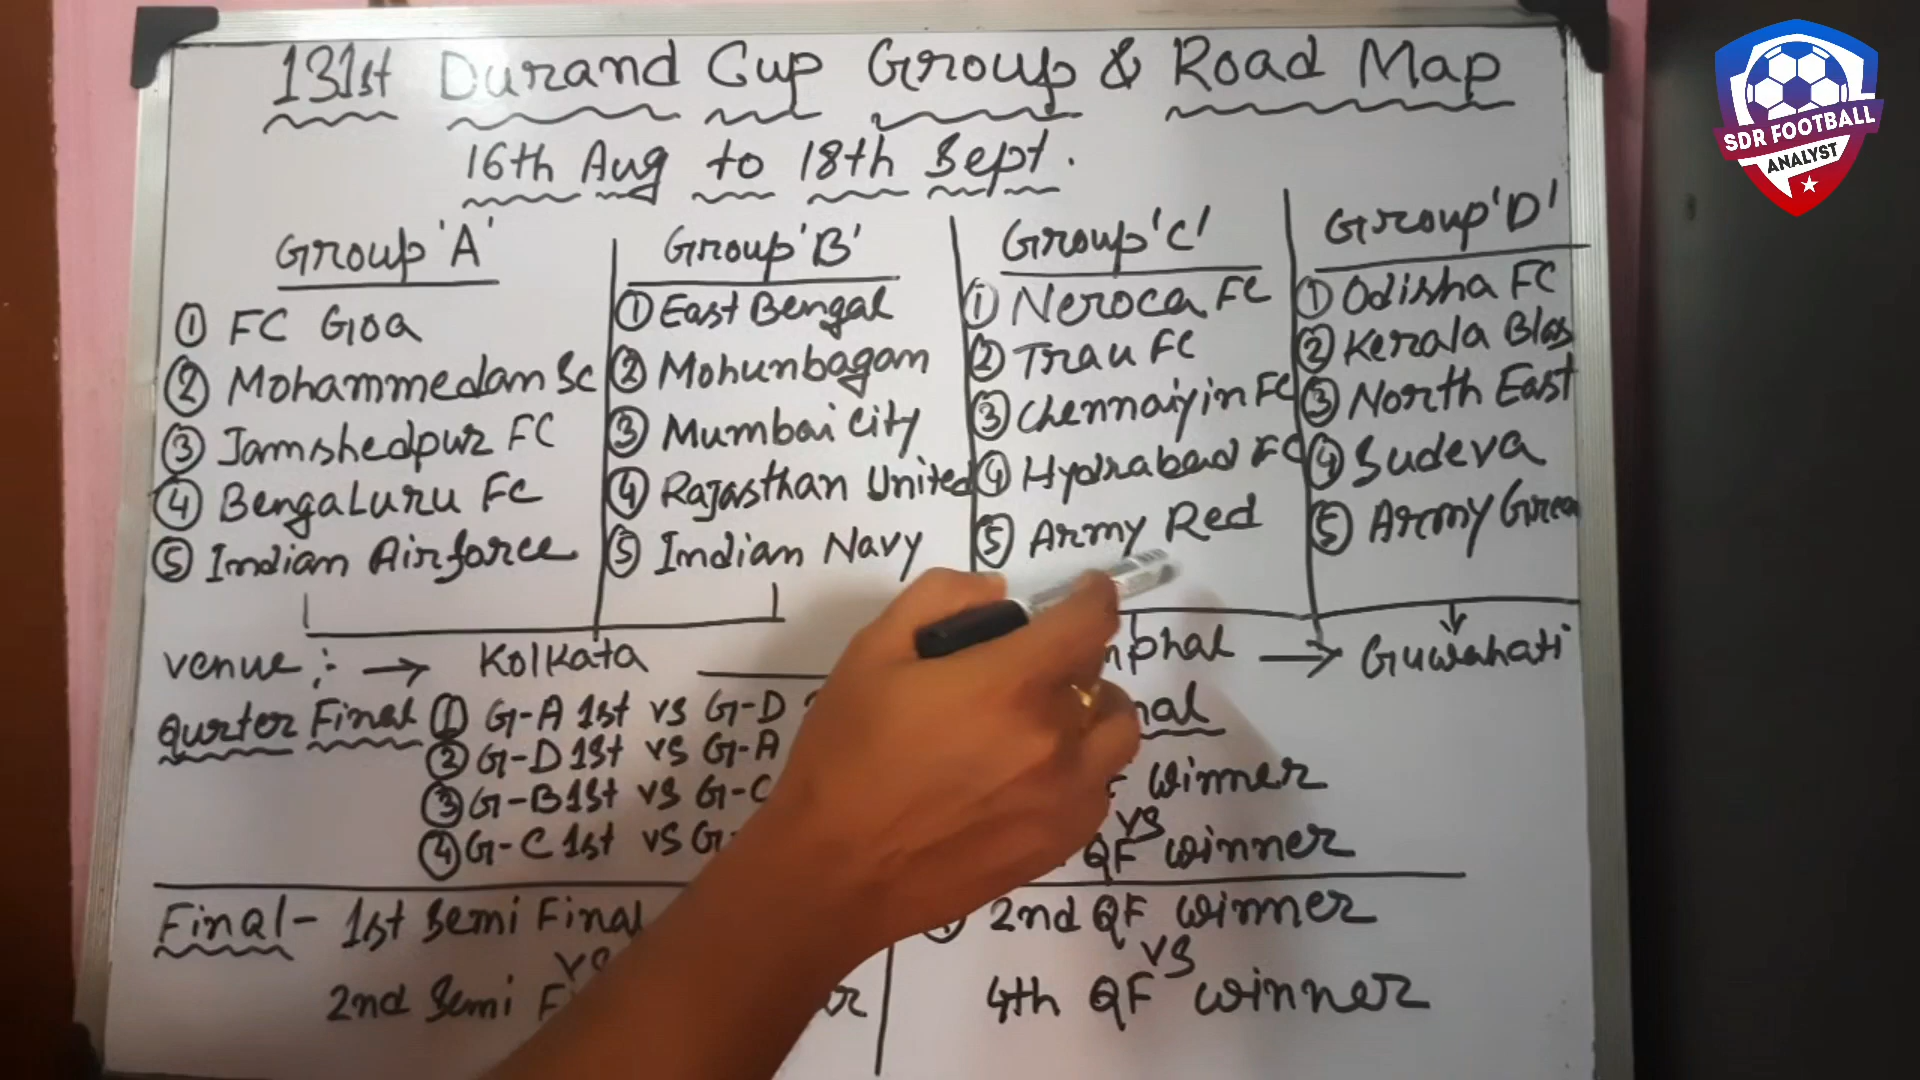 131st Durand Cup Group & Road Map
16th Aug to 18th Sept.
Group 'A'
① FC Goa
② Mohammedan Sc
③ Jamshedpur FC
④ BengaLuru FC
⑤ Indian Airforce
Group 'B'
① East Bengal
② Mohunbagam
③ Mumbai City
④ Rajasthan United
⑤ Indian Navy
Group 'C'
① Neroca FC
② Trau FC
③ Chennaiyin FC
④ Hydrabad FC
⑤ Army Red
Group 'D'
① Odisha FC
② Kerala Blas
③ North East
④ Sudeva
⑤ Army Green
venue :- → Kolkata
mphal → Guwahati
Qurter Final ① G-A 1st vs G-D
② G-D 1st vs G-A
③ G-B 1st vs G-C
④ G-C 1st vs G-
nal
F Winner
vs
QF winner
2nd QF winner
vs
4th QF winner
Final - 1st Semi Final
vs
2nd Semi F
SDR FOOTBALL
ANALYST